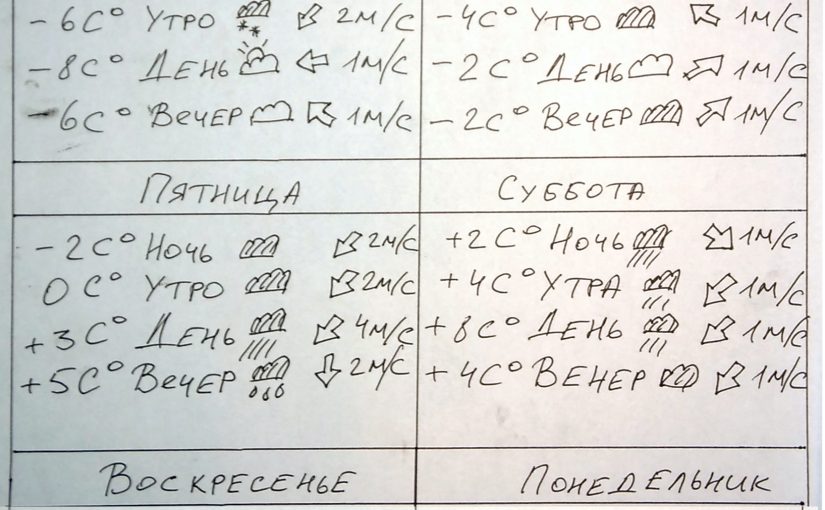 -6C° УТРО 2М/С
-8C° ДЕНЬ 1М/С
-6C° ВЕЧЕР 1М/С
-4C° УТРО 1М/С
-2C° ДЕНЬ 1М/С
-2C° ВЕЧЕР 1М/С
ПЯТНИЦА
СУББОТА
-2C° НОЧЬ 2М/С
0 C° УТРО 2М/С
+3C° ДЕНЬ 4М/С
+5C° ВЕЧЕР 2М/С
+2C° НОЧЬ 1М/С
+4C° УТРА 1М/С
+8C° ДЕНЬ 1М/С
+4C° ВЕНЕР 1М/С
ВОСКРЕСЕНЬЕ
ПОНЕДЕЛЬНИК